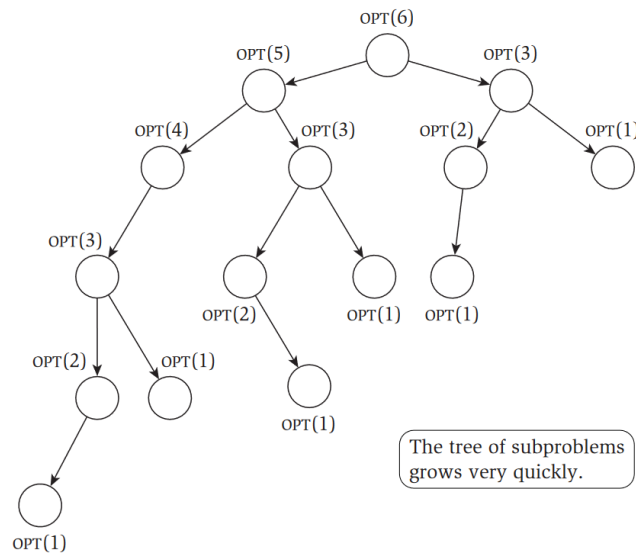 OPT(6)
OPT(5)
OPT(3)
OPT(4)
OPT(3)
OPT(2)
OPT(1)
OPT(3)
OPT(2)
OPT(1)
OPT(1)
OPT(2)
OPT(1)
OPT(1)
The tree of subproblems
grows very quickly.
OPT(1)